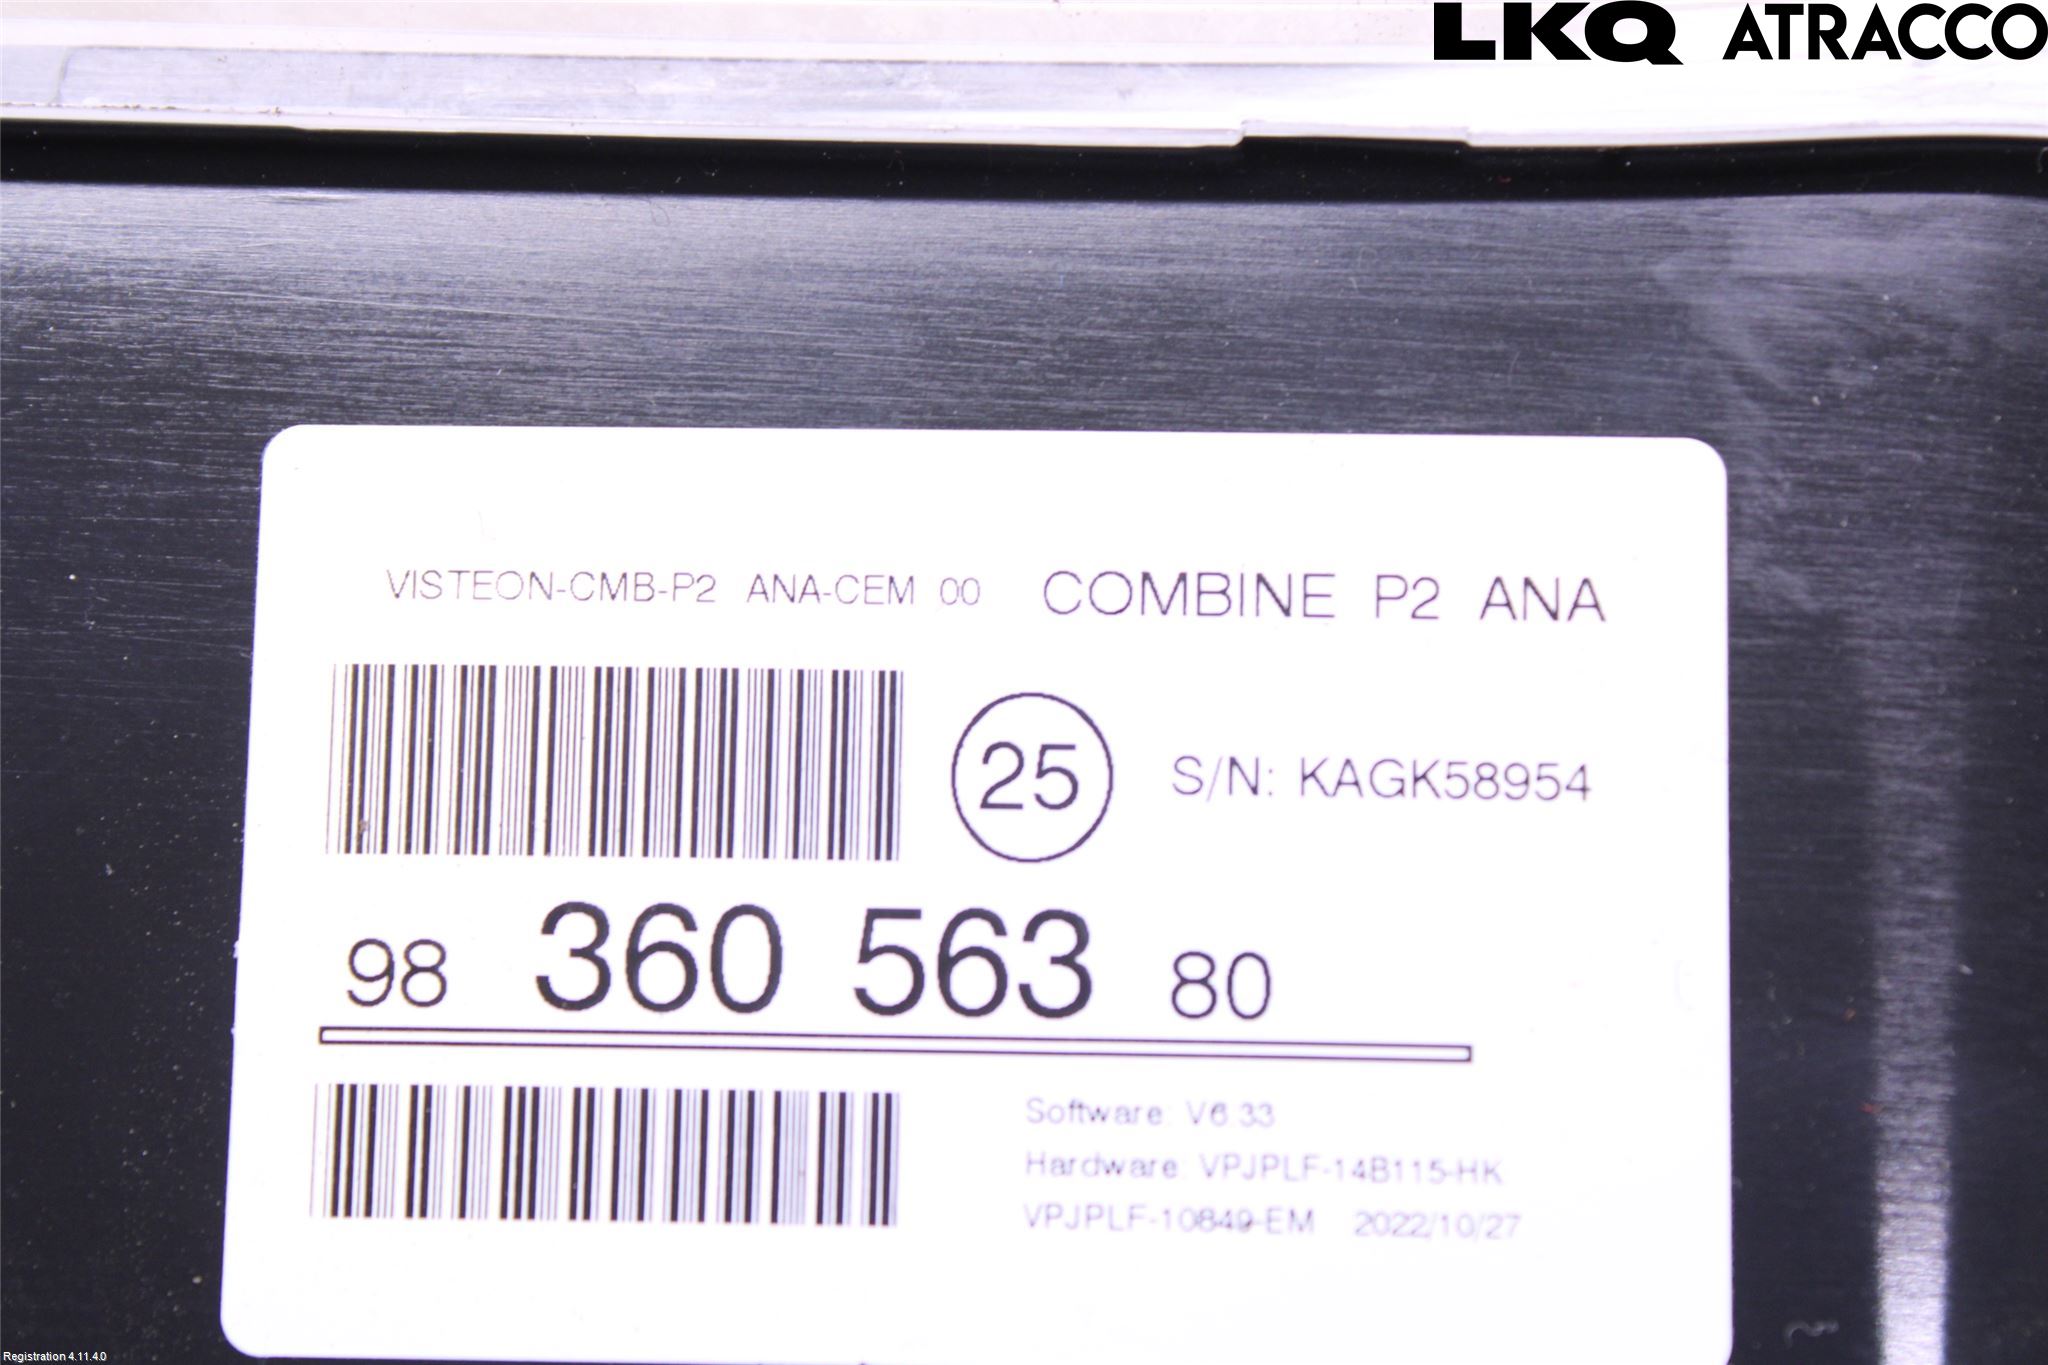 LKQ ATRACCO
VISTEON-CMB-P2 ANA-CEM 00 COMBINE P2 ANA
25 S/N: KAGK58954
98 360 563 80
Software: V6.33
Hardware: VPJPLF-14B115-HK
VPJPLF-10849-EM 2022/10/27
Registration 4.11.4.0